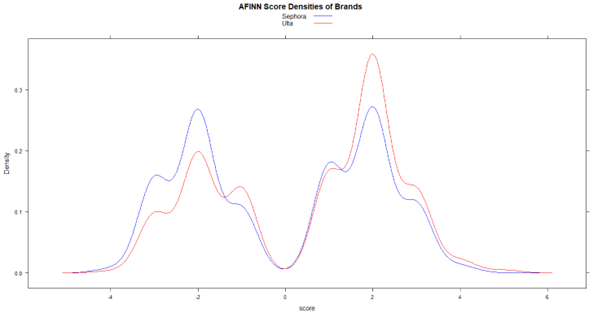 AFINN Score Densities of Brands
Sephora
Ulta
Density
0.3
0.2
0.1
0.0
-4
-2
0
2
4
6
score